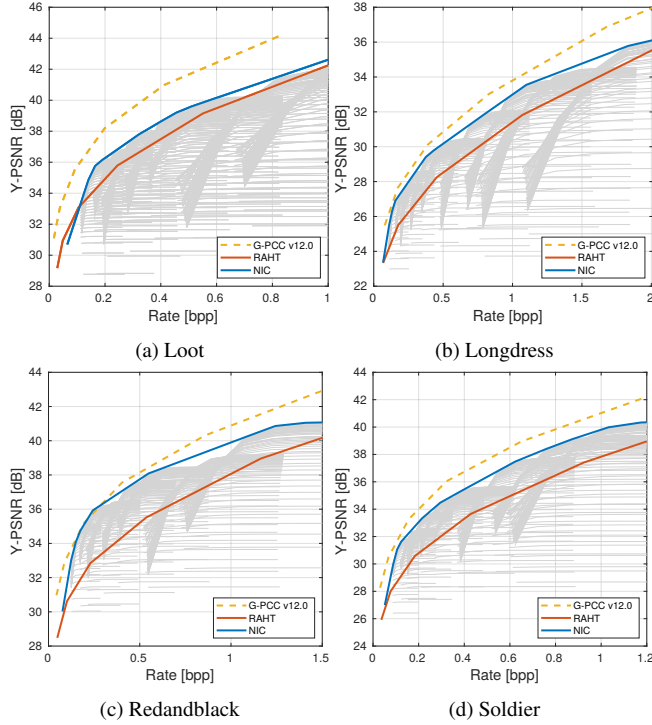 46
44
42
40
38
36
34
32
30
28
Y-PSNR [dB]
G-PCC v12.0
RAHT
NIC
0 0.2 0.4 0.6 0.8 1
Rate [bpp]
(a) Loot
38
36
34
32
30
28
26
24
22
Y-PSNR [dB]
G-PCC v12.0
RAHT
NIC
0 0.5 1 1.5 2
Rate [bpp]
(b) Longdress
44
42
40
38
36
34
32
30
28
Y-PSNR [dB]
G-PCC v12.0
RAHT
NIC
0 0.5 1 1.5
Rate [bpp]
(c) Redandblack
44
42
40
38
36
34
32
30
28
26
24
Y-PSNR [dB]
G-PCC v12.0
RAHT
NIC
0 0.2 0.4 0.6 0.8 1 1.2
Rate [bpp]
(d) Soldier